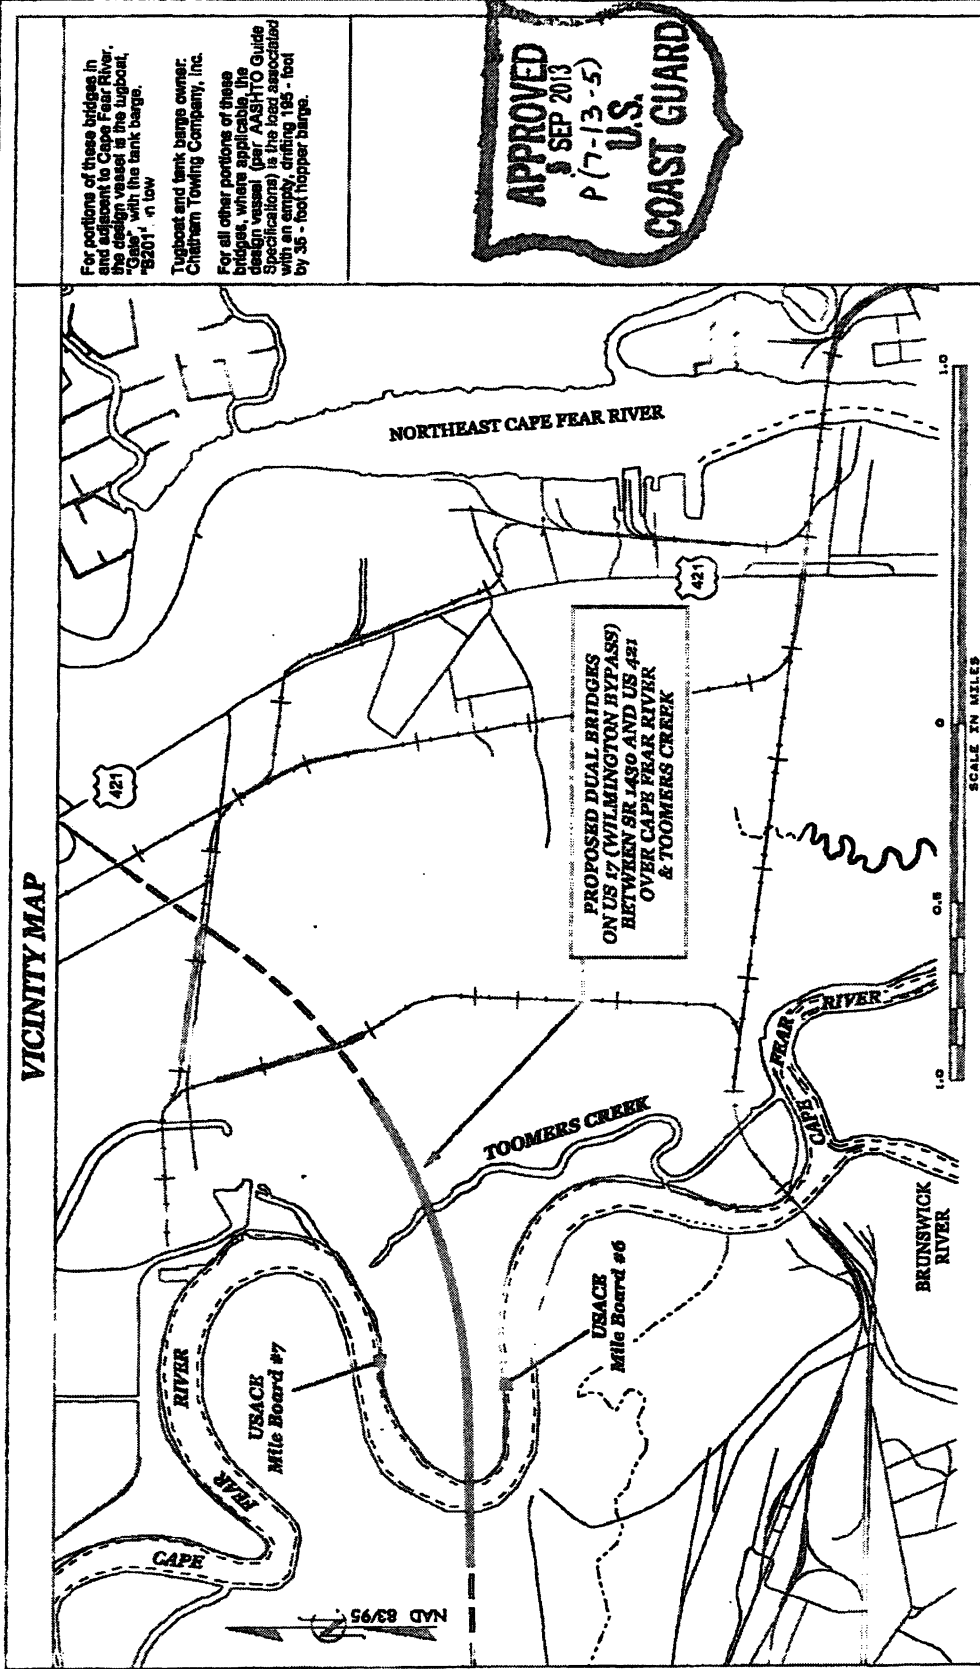 VICINITY MAP
For portions of these bridges in
and adjacent to Cape Fear River,
the design vessel is the tugboat,
"Gale", with the tank barge,
"B201" in tow
Tugboat and tank barge owner:
Chatham Towing Company, Inc.
For all other portions of these
bridges, where applicable, the
design vessel (per AASHTO Guide
Specifications) is the load associated
with an empty, drifting 195 - foot
by 35 - foot hopper barge.
APPROVED
SEP 2013
P(7-13-5)
U.S.
COAST GUARD
NORTHEAST CAPE FEAR RIVER
421
421
PROPOSED DUAL BRIDGES
ON US 17 (WILMINGTON BYPASS)
BETWEEN SR 1430 AND US 421
OVER CAPE FEAR RIVER
& TOOMERS CREEK
TOOMERS CREEK
CAPE FEAR RIVER
BRUNSWICK
RIVER
USACE
Mile Board #7
USACE
Mile Board #6
CAPE FEAR RIVER
NAD 83/95
1.0 0.5 0 1.0
SCALE IN MILES